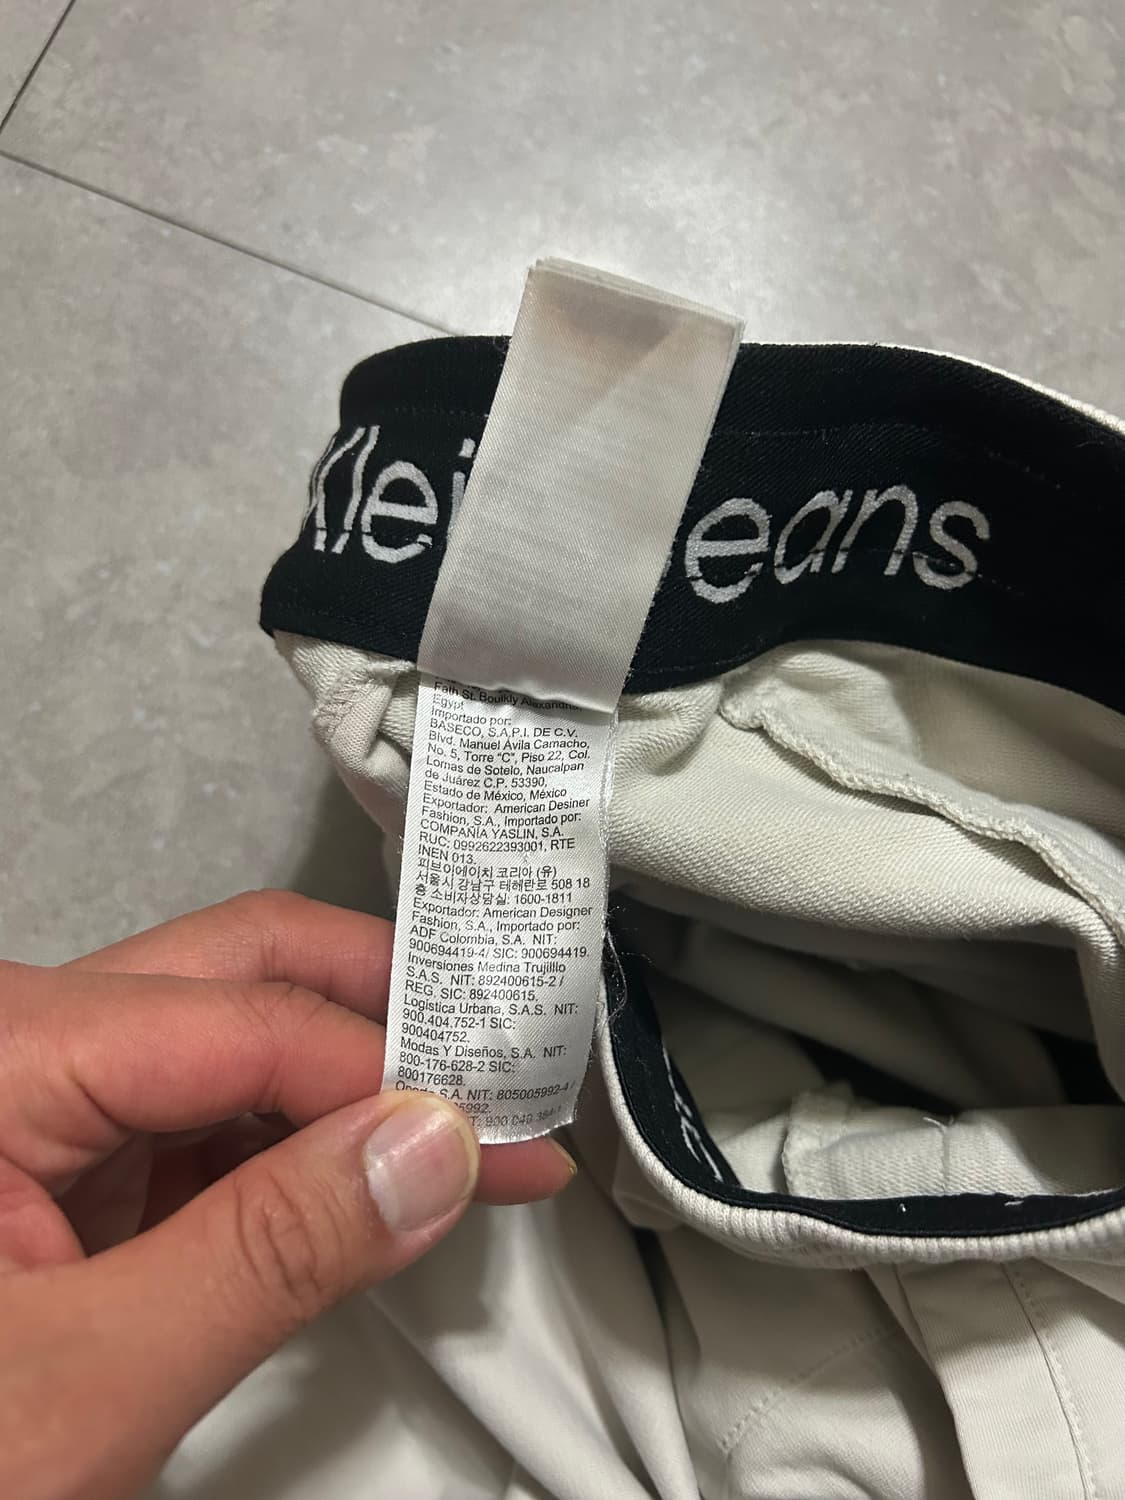 Klei
eans
Fath St. Boulkly Alexandria,
Egypt
Importado por:
BASECO, S.A.P.I. DE C.V.
Blvd. Manuel Ávila Camacho,
No. 5, Torre "C", Piso 22, Col.
Lomas de Sotelo, Naucalpan
de Juárez C.P. 53390,
Estado de México, México
Exportador: American Desiner
Fashion, S.A., Importado por:
COMPAÑIA YASLIN, S.A.
RUC: 0992622393001, RTE
INEN 013.
피브이에이치 코리아 (유)
서울시 강남구 테헤란로 508 18
층 소비자상담실: 1600-1811
Exportador: American Designer
Fashion, S.A., Importado por:
ADF Colombia, S.A. NIT:
900694419-4/ SIC: 900694419.
Inversiones Medina Trujillo
S.A.S. NIT: 892400615-2 /
REG. SIC: 892400615.
Logistica Urbana, S.A.S. NIT:
900.404.752-1 SIC:
900404752.
Modas Y Diseños, S.A. NIT:
800-176-628-2 SIC:
800176628.
S.A. NIT: 805005992-4 /
5992.